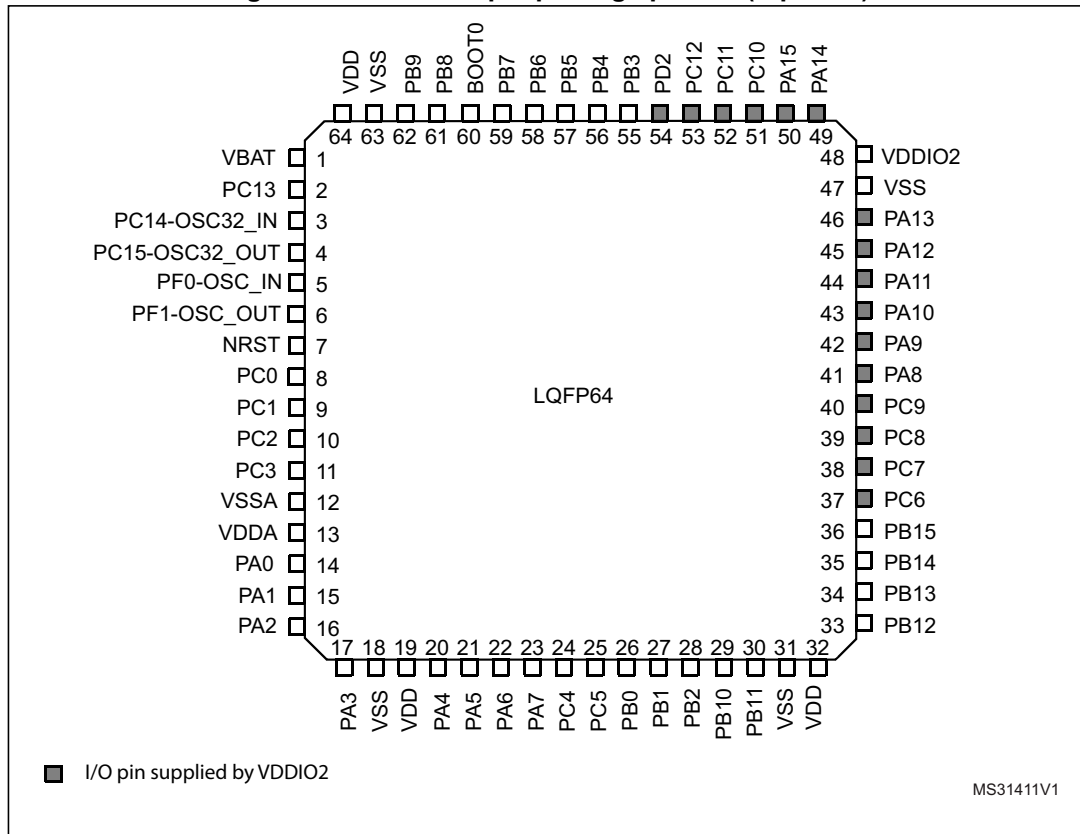 VDD
VSS
PB9
PB8
BOOT0
PB7
PB6
PB5
PB4
PB3
PD2
PC12
PC11
PC10
PA15
PA14
64 63 62 61 60 59 58 57 56 55 54 53 52 51 50 49
VBAT 1
PC13 2
PC14-OSC32_IN 3
PC15-OSC32_OUT 4
PF0-OSC_IN 5
PF1-OSC_OUT 6
NRST 7
PC0 8
PC1 9
PC2 10
PC3 11
VSSA 12
VDDA 13
PA0 14
PA1 15
PA2 16
LQFP64
48 VDDIO2
47 VSS
46 PA13
45 PA12
44 PA11
43 PA10
42 PA9
41 PA8
40 PC9
39 PC8
38 PC7
37 PC6
36 PB15
35 PB14
34 PB13
33 PB12
17 18 19 20 21 22 23 24 25 26 27 28 29 30 31 32
PA3
VSS
VDD
PA4
PA5
PA6
PA7
PC4
PC5
PB0
PB1
PB2
PB10
PB11
VSS
VDD
I/O pin supplied by VDDIO2
MS31411V1